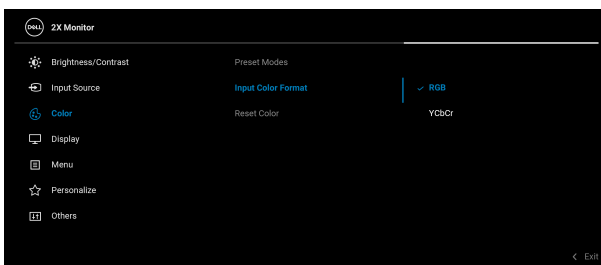 DELL 2X Monitor
Brightness/Contrast Preset Modes
Input Source Input Color Format RGB
Color Reset Color YCbCr
Display
Menu
Personalize
Others
Exit